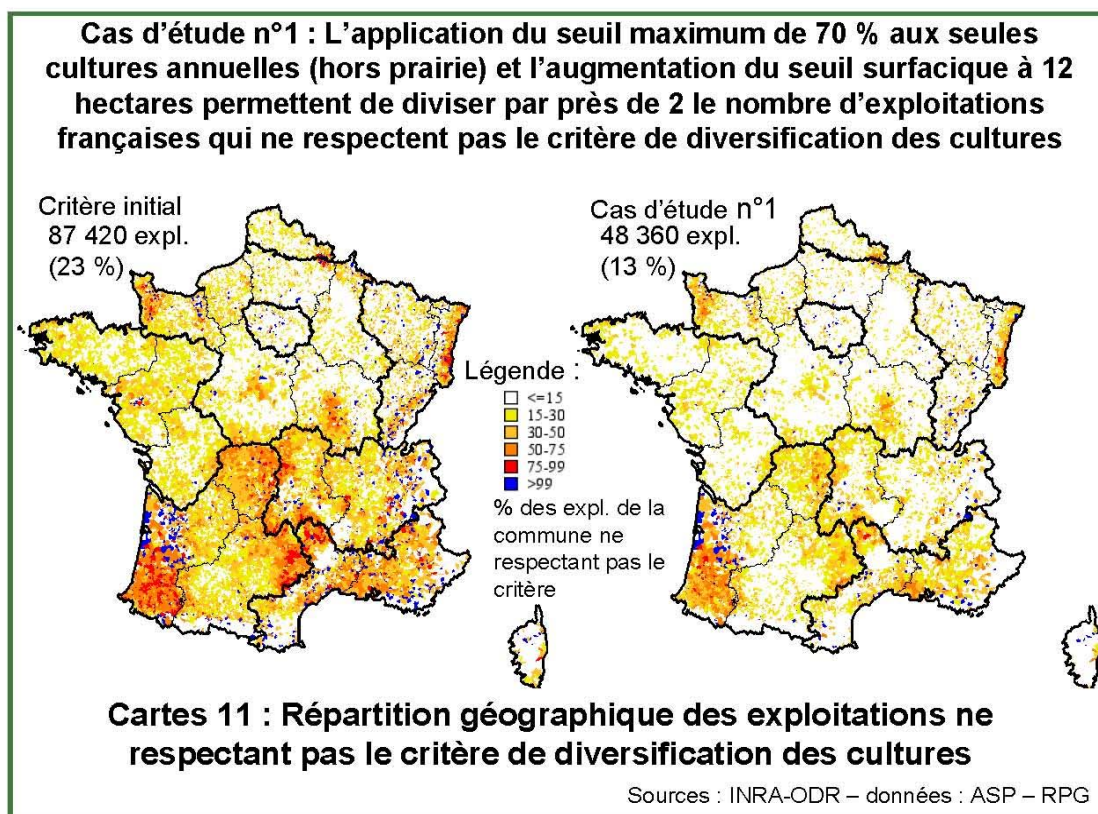 Cas d'étude n°1 : L'application du seuil maximum de 70 % aux seules
cultures annuelles (hors prairie) et l'augmentation du seuil surfacique à 12
hectares permettent de diviser par près de 2 le nombre d'exploitations
françaises qui ne respectent pas le critère de diversification des cultures
Critère initial
87 420 expl.
(23 %)
Cas d'étude n°1
48 360 expl.
(13 %)
Légende :
<=15
15-30
30-50
50-75
75-99
>99
% des expl. de la
commune ne
respectant pas le
critère
Cartes 11 : Répartition géographique des exploitations ne
respectant pas le critère de diversification des cultures
Sources : INRA-ODR – données : ASP – RPG